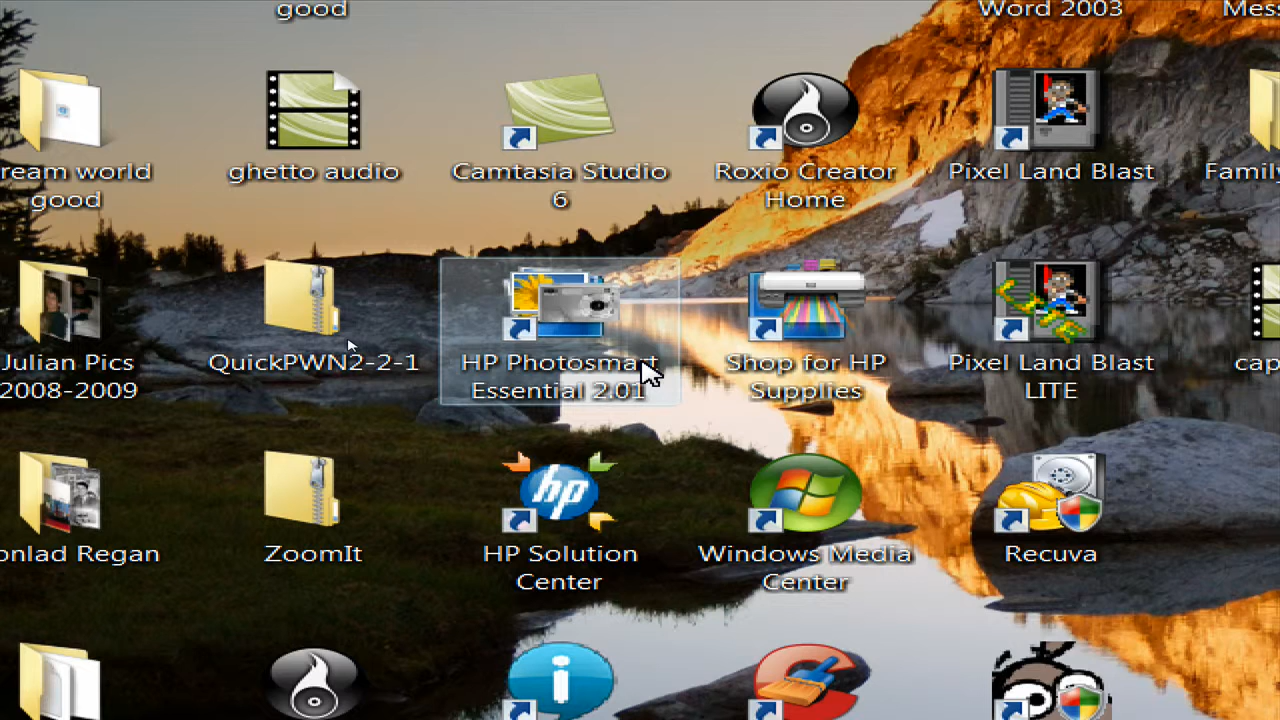 good
Word 2003
Mess
ream world
good
ghetto audio
Camtasia Studio
6
Roxio Creator
Home
Pixel Land Blast
Family
Julian Pics
2008-2009
QuickPWN2-2-1
HP Photosmart
Essential 2.01
Shop for HP
Supplies
Pixel Land Blast
LITE
cap
onlad Regan
ZoomIt
hp
HP Solution
Center
Windows Media
Center
Recuva